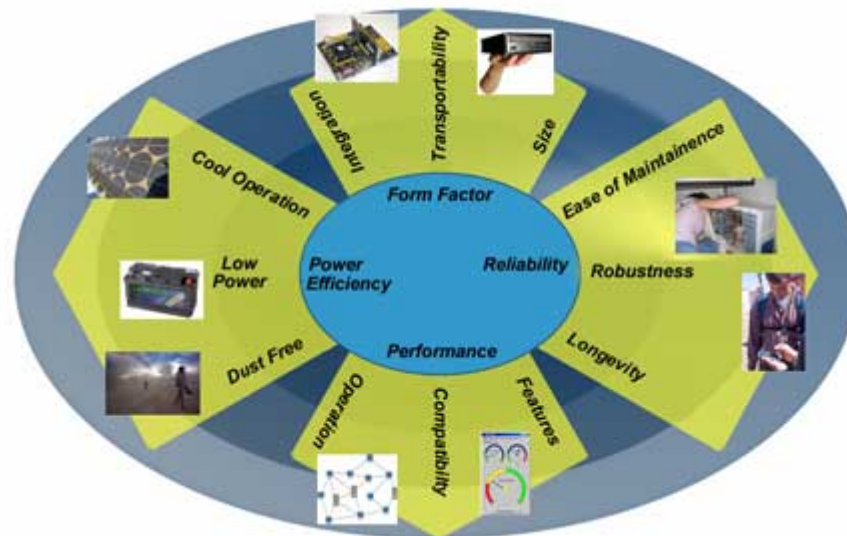 Integration
Transportability
Size
Form Factor
Cool Operation
Low
Power
Dust Free
Power
Efficiency
Reliability
Ease of Maintainence
Robustness
Longevity
Performance
Operation
Compatibilty
Features